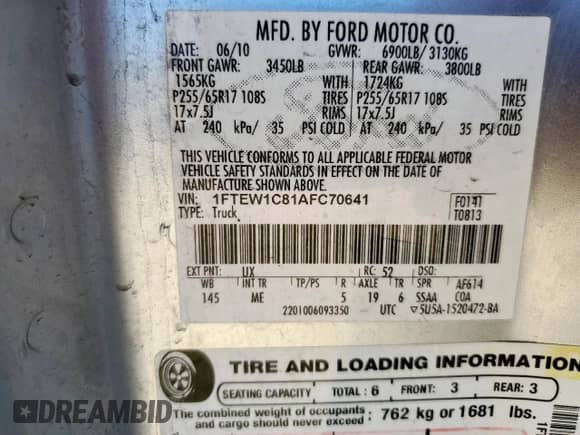 MFD. BY FORD MOTOR CO.
DATE: 06/10 GVWR: 6900LB/ 3130KG
FRONT GAWR: 3450LB REAR GAWR: 3800LB
1565KG WITH 1724KG WITH
P255/65R17 108S TIRES P255/65R17 108S TIRES
17x7.5J RIMS 17x7.5J RIMS
AT 240 kPa/ 35 PSI COLD AT 240 kPa/ 35 PSI COLD
THIS VEHICLE CONFORMS TO ALL APPLICABLE FEDERAL MOTOR
VEHICLE SAFETY STANDARDS IN EFFECT ON THE DATE OF
MANUFACTURE SHOWN ABOVE.
VIN: 1FTEW1C81AFC70641 F0141
TYPE: Truck T0813
EXT PNT: UX RC: 52 DSO:
WB INT TR TP/PS R AXLE TR SPR AF614
145 ME 5 19 6 SSAA COA
2201006093350 UTC ▽5U5A-1520472-BA
TIRE AND LOADING INFORMATION
SEATING CAPACITY TOTAL: 6 FRONT: 3 REAR: 3
The combined weight of occupants and cargo should never exceed: 762 kg or 1681 lbs.
DREAMBID